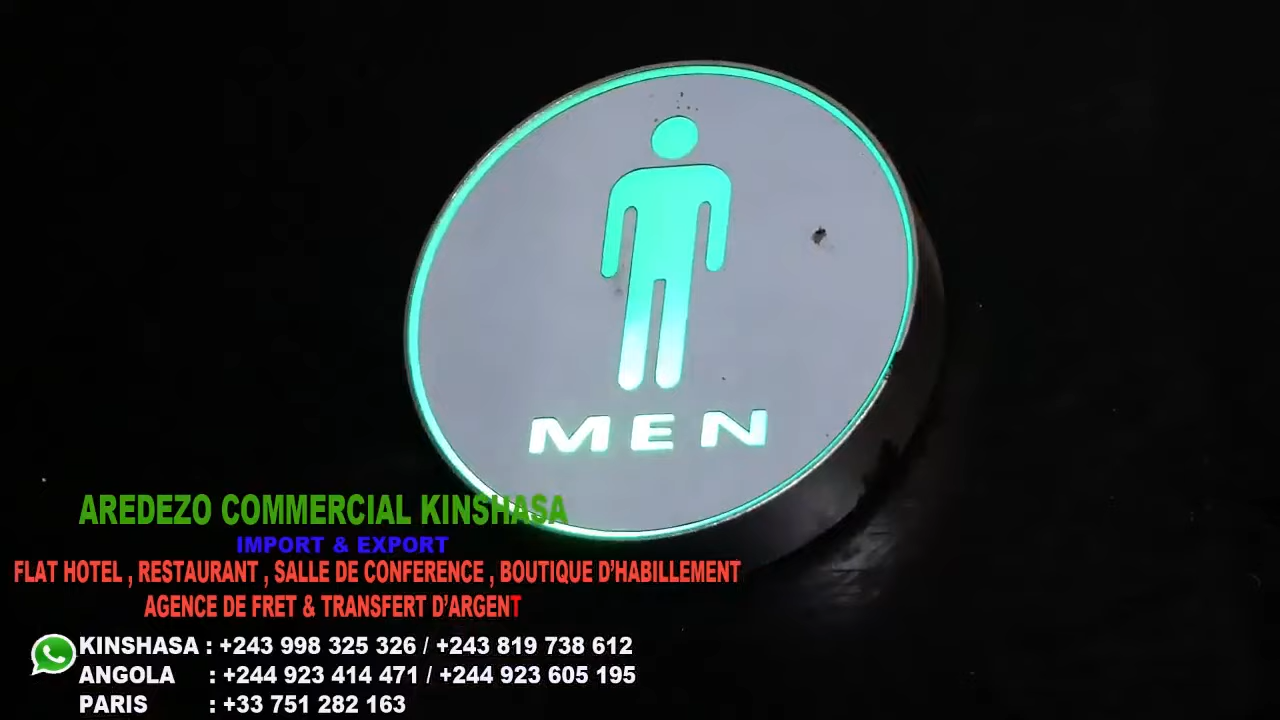 MEN
AREDEZO COMMERCIAL KINSHASA
IMPORT & EXPORT
FLAT HOTEL , RESTAURANT , SALLE DE CONFERENCE , BOUTIQUE D’HABILLEMENT
AGENCE DE FRET & TRANSFERT D’ARGENT
KINSHASA : +243 998 325 326 / +243 819 738 612
ANGOLA : +244 923 414 471 / +244 923 605 195
PARIS : +33 751 282 163